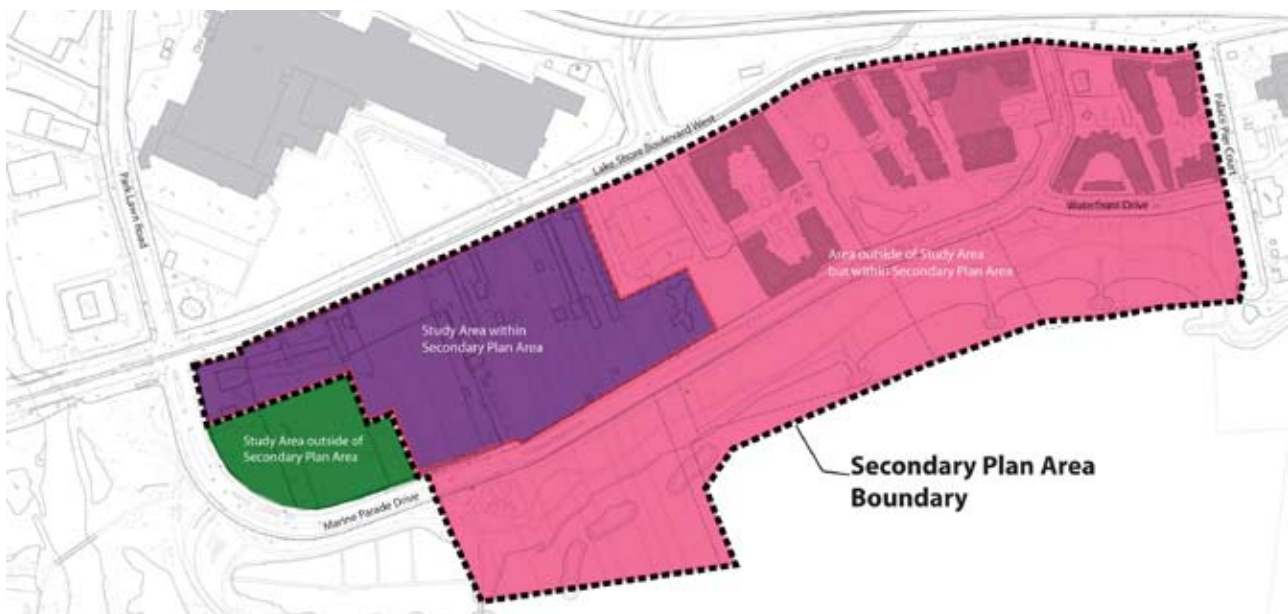 Lake Shore Boulevard West
Park Lawn Road
Palace Pier Court
Waterfront Drive
Area outside of Study Area
but within Secondary Plan Area
Study Area within
Secondary Plan Area
Study Area outside of
Secondary Plan Area
Marine Parade Drive
Secondary Plan Area
Boundary